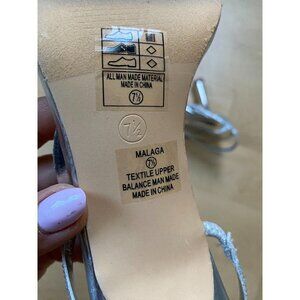 ALL MAN MADE MATERIAL
MADE IN CHINA
7½
7½
MALAGA
7½
TEXTILE UPPER
BALANCE MAN MADE
MADE IN CHINA